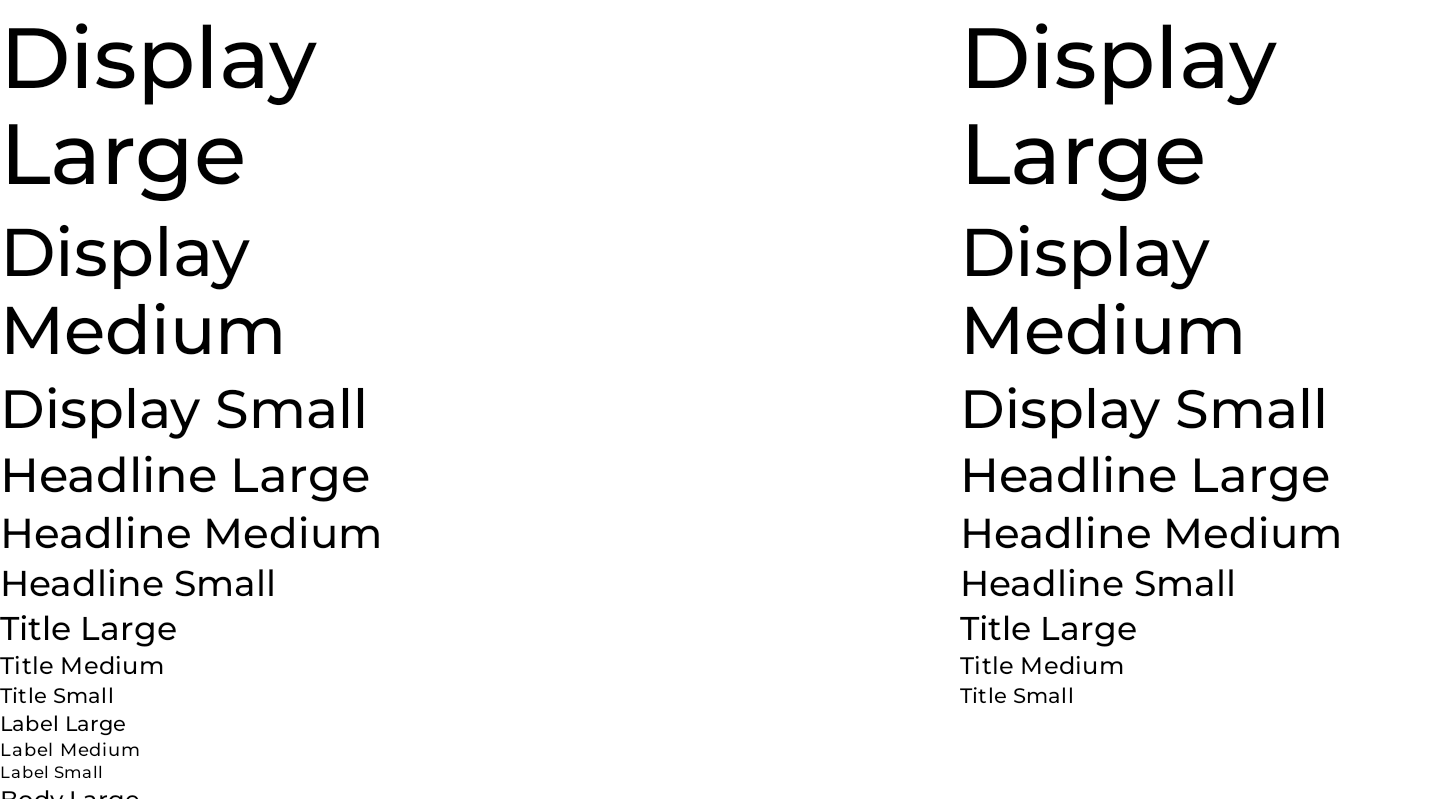 Display
Large
Display
Medium
Display Small
Headline Large
Headline Medium
Headline Small
Title Large
Title Medium
Title Small
Label Large
Label Medium
Label Small
Body Large
Display
Large
Display
Medium
Display Small
Headline Large
Headline Medium
Headline Small
Title Large
Title Medium
Title Small